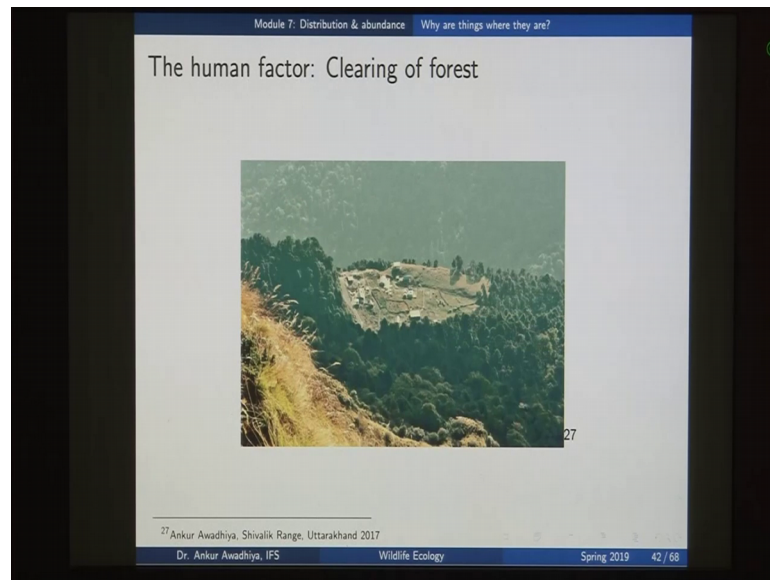 Module 7: Distribution & abundance Why are things where they are?
The human factor: Clearing of forest
27
27 Ankur Awadhiya, Shivalik Range, Uttarakhand 2017
Dr. Ankur Awadhiya, IFS Wildlife Ecology Spring 2019 42 / 68